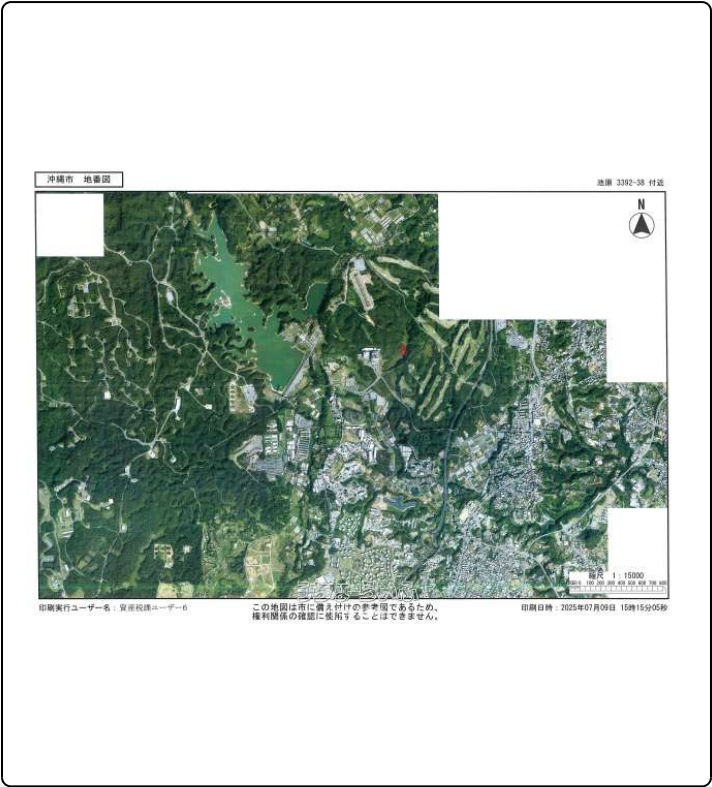 沖縄市　地番図
池原 3392-38 付近
N
縮尺 1：15000
印刷実行ユーザー名：資産税課ユーザー6
この地図は市に備え付けの参考図であるため、
権利関係の確認に使用することはできません。
印刷日時：2025年07月09日 15時15分05秒